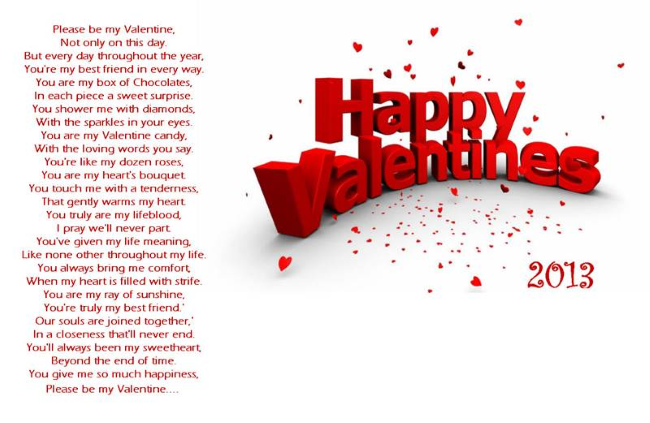 Please be my Valentine,
Not only on this day.
But every day throughout the year,
You're my best friend in every way.
You are my box of Chocolates,
In each piece a sweet surprise.
You shower me with diamonds,
With the sparkles in your eyes.
You are my Valentine candy,
With the loving words you say.
You're like my dozen roses,
You are my heart's bouquet.
You touch me with a tenderness,
That gently warms my heart.
You truly are my lifeblood,
I pray we'll never part.
You've given my life meaning,
Like none other throughout my life.
You always bring me comfort,
When my heart is filled with strife.
You are my ray of sunshine,
You're truly my best friend.'
Our souls are joined together,'
In a closeness that'll never end.
You'll always been my sweetheart,
Beyond the end of time.
You give me so much happiness,
Please be my Valentine....
Happy
Valentines
2013